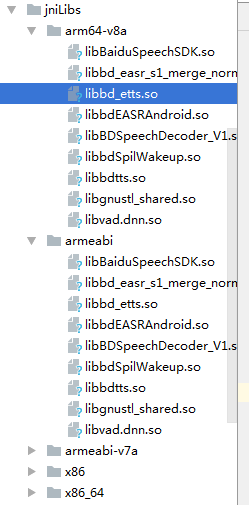 jniLibs
arm64-v8a
libBaiduSpeechSDK.so
libbd_easr_s1_merge_norm
libbd_etts.so
libbdEASRAndroid.so
libBDSpeechDecoder_V1.s
libbdSpilWakeup.so
libbdtts.so
libgnustl_shared.so
libvad.dnn.so
armeabi
libBaiduSpeechSDK.so
libbd_easr_s1_merge_norm
libbd_etts.so
libbdEASRAndroid.so
libBDSpeechDecoder_V1.s
libbdSpilWakeup.so
libbdtts.so
libgnustl_shared.so
libvad.dnn.so
armeabi-v7a
x86
x86_64